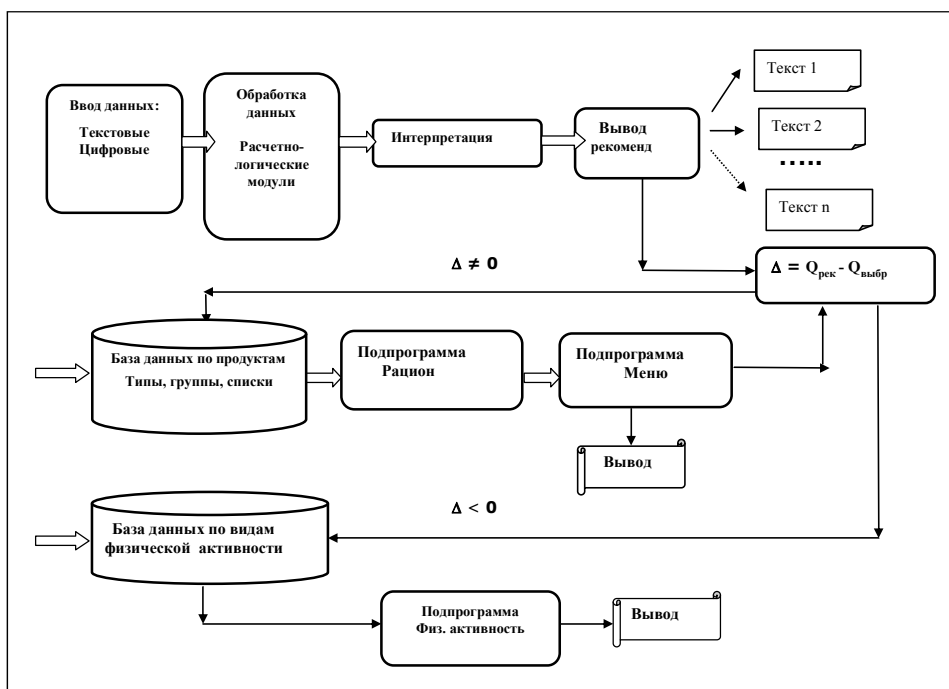 Ввод данных:
Текстовые
Цифровые
Обработка
данных
Расчетно-
логические
модули
Интерпретация
Вывод
рекоменд
Текст 1
Текст 2
.....
Текст n
Δ ≠ 0
Δ = Qрек - Qвыбр
База данных по продуктам
Типы, группы, списки
Подпрограмма
Рацион
Подпрограмма
Меню
Вывод
Δ < 0
База данных по видам
физической активности
Подпрограмма
Физ. активность
Вывод